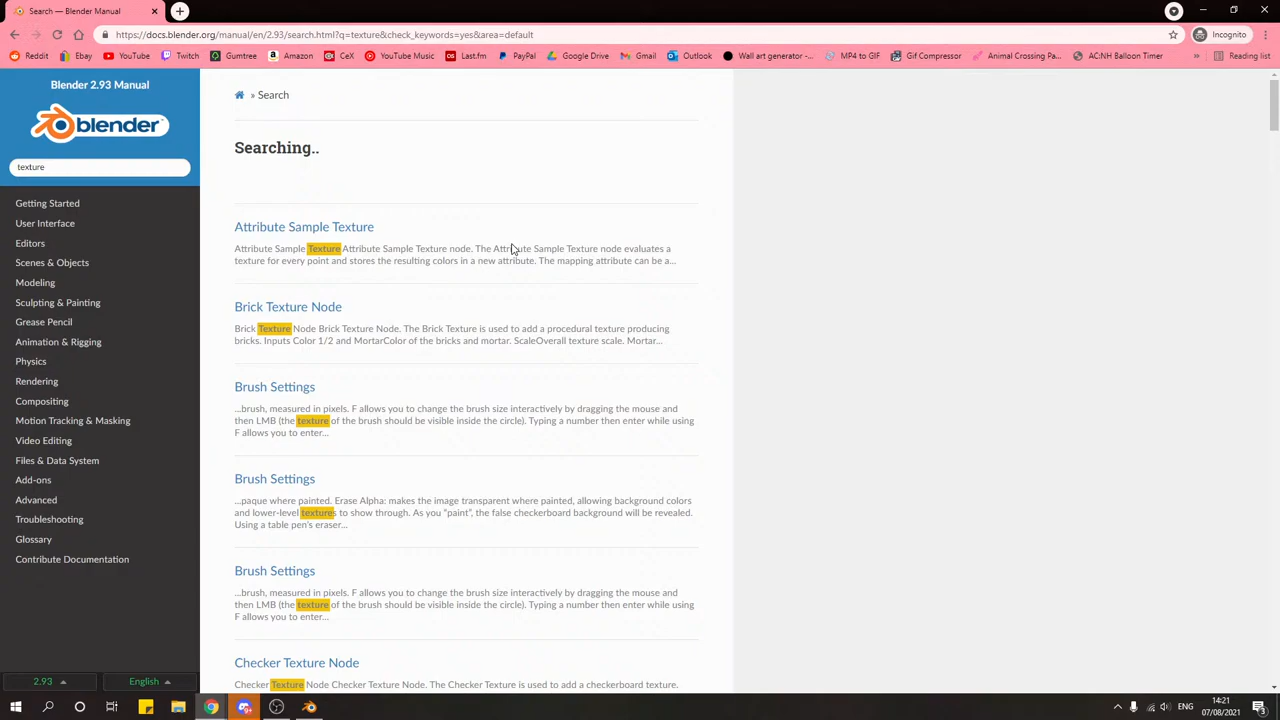 Search — Blender Manual
https://docs.blender.org/manual/en/2.93/search.html?q=texture&check_keywords=yes&area=default
Incognito
Reddit
Ebay
YouTube
Twitch
Gumtree
Amazon
CeX
YouTube Music
Last.fm
PayPal
Google Drive
Gmail
Outlook
Wall art generator -...
MP4 to GIF
Gif Compressor
Animal Crossing Pa...
AC:NH Balloon Timer
»
Reading list
Blender 2.93 Manual
blender
texture
Getting Started
User Interface
Editors
Scenes & Objects
Modeling
Sculpting & Painting
Grease Pencil
Animation & Rigging
Physics
Rendering
Compositing
Motion Tracking & Masking
Video Editing
Files & Data System
Add-ons
Advanced
Troubleshooting
Glossary
Contribute Documentation
2.93
English
» Search
Searching..
Attribute Sample Texture
Attribute Sample Texture Attribute Sample Texture node. The Attribute Sample Texture node evaluates a
texture for every point and stores the resulting colors in a new attribute. The mapping attribute can be a...
Brick Texture Node
Brick Texture Node Brick Texture Node. The Brick Texture is used to add a procedural texture producing
bricks. Inputs Color 1/2 and MortarColor of the bricks and mortar. ScaleOverall texture scale. Mortar...
Brush Settings
...brush, measured in pixels. F allows you to change the brush size interactively by dragging the mouse and
then LMB (the texture of the brush should be visible inside the circle). Typing a number then enter while using
F allows you to enter...
Brush Settings
...paque where painted. Erase Alpha: makes the image transparent where painted, allowing background colors
and lower-level textures to show through. As you “paint”, the false checkerboard background will be revealed.
Using a table pen's eraser...
Brush Settings
...brush, measured in pixels. F allows you to change the brush size interactively by dragging the mouse and
then LMB (the texture of the brush should be visible inside the circle). Typing a number then enter while using
F allows you to enter...
Checker Texture Node
Checker Texture Node Checker Texture Node. The Checker Texture is used to add a checkerboard texture.
ENG
14:21
07/08/2021
3